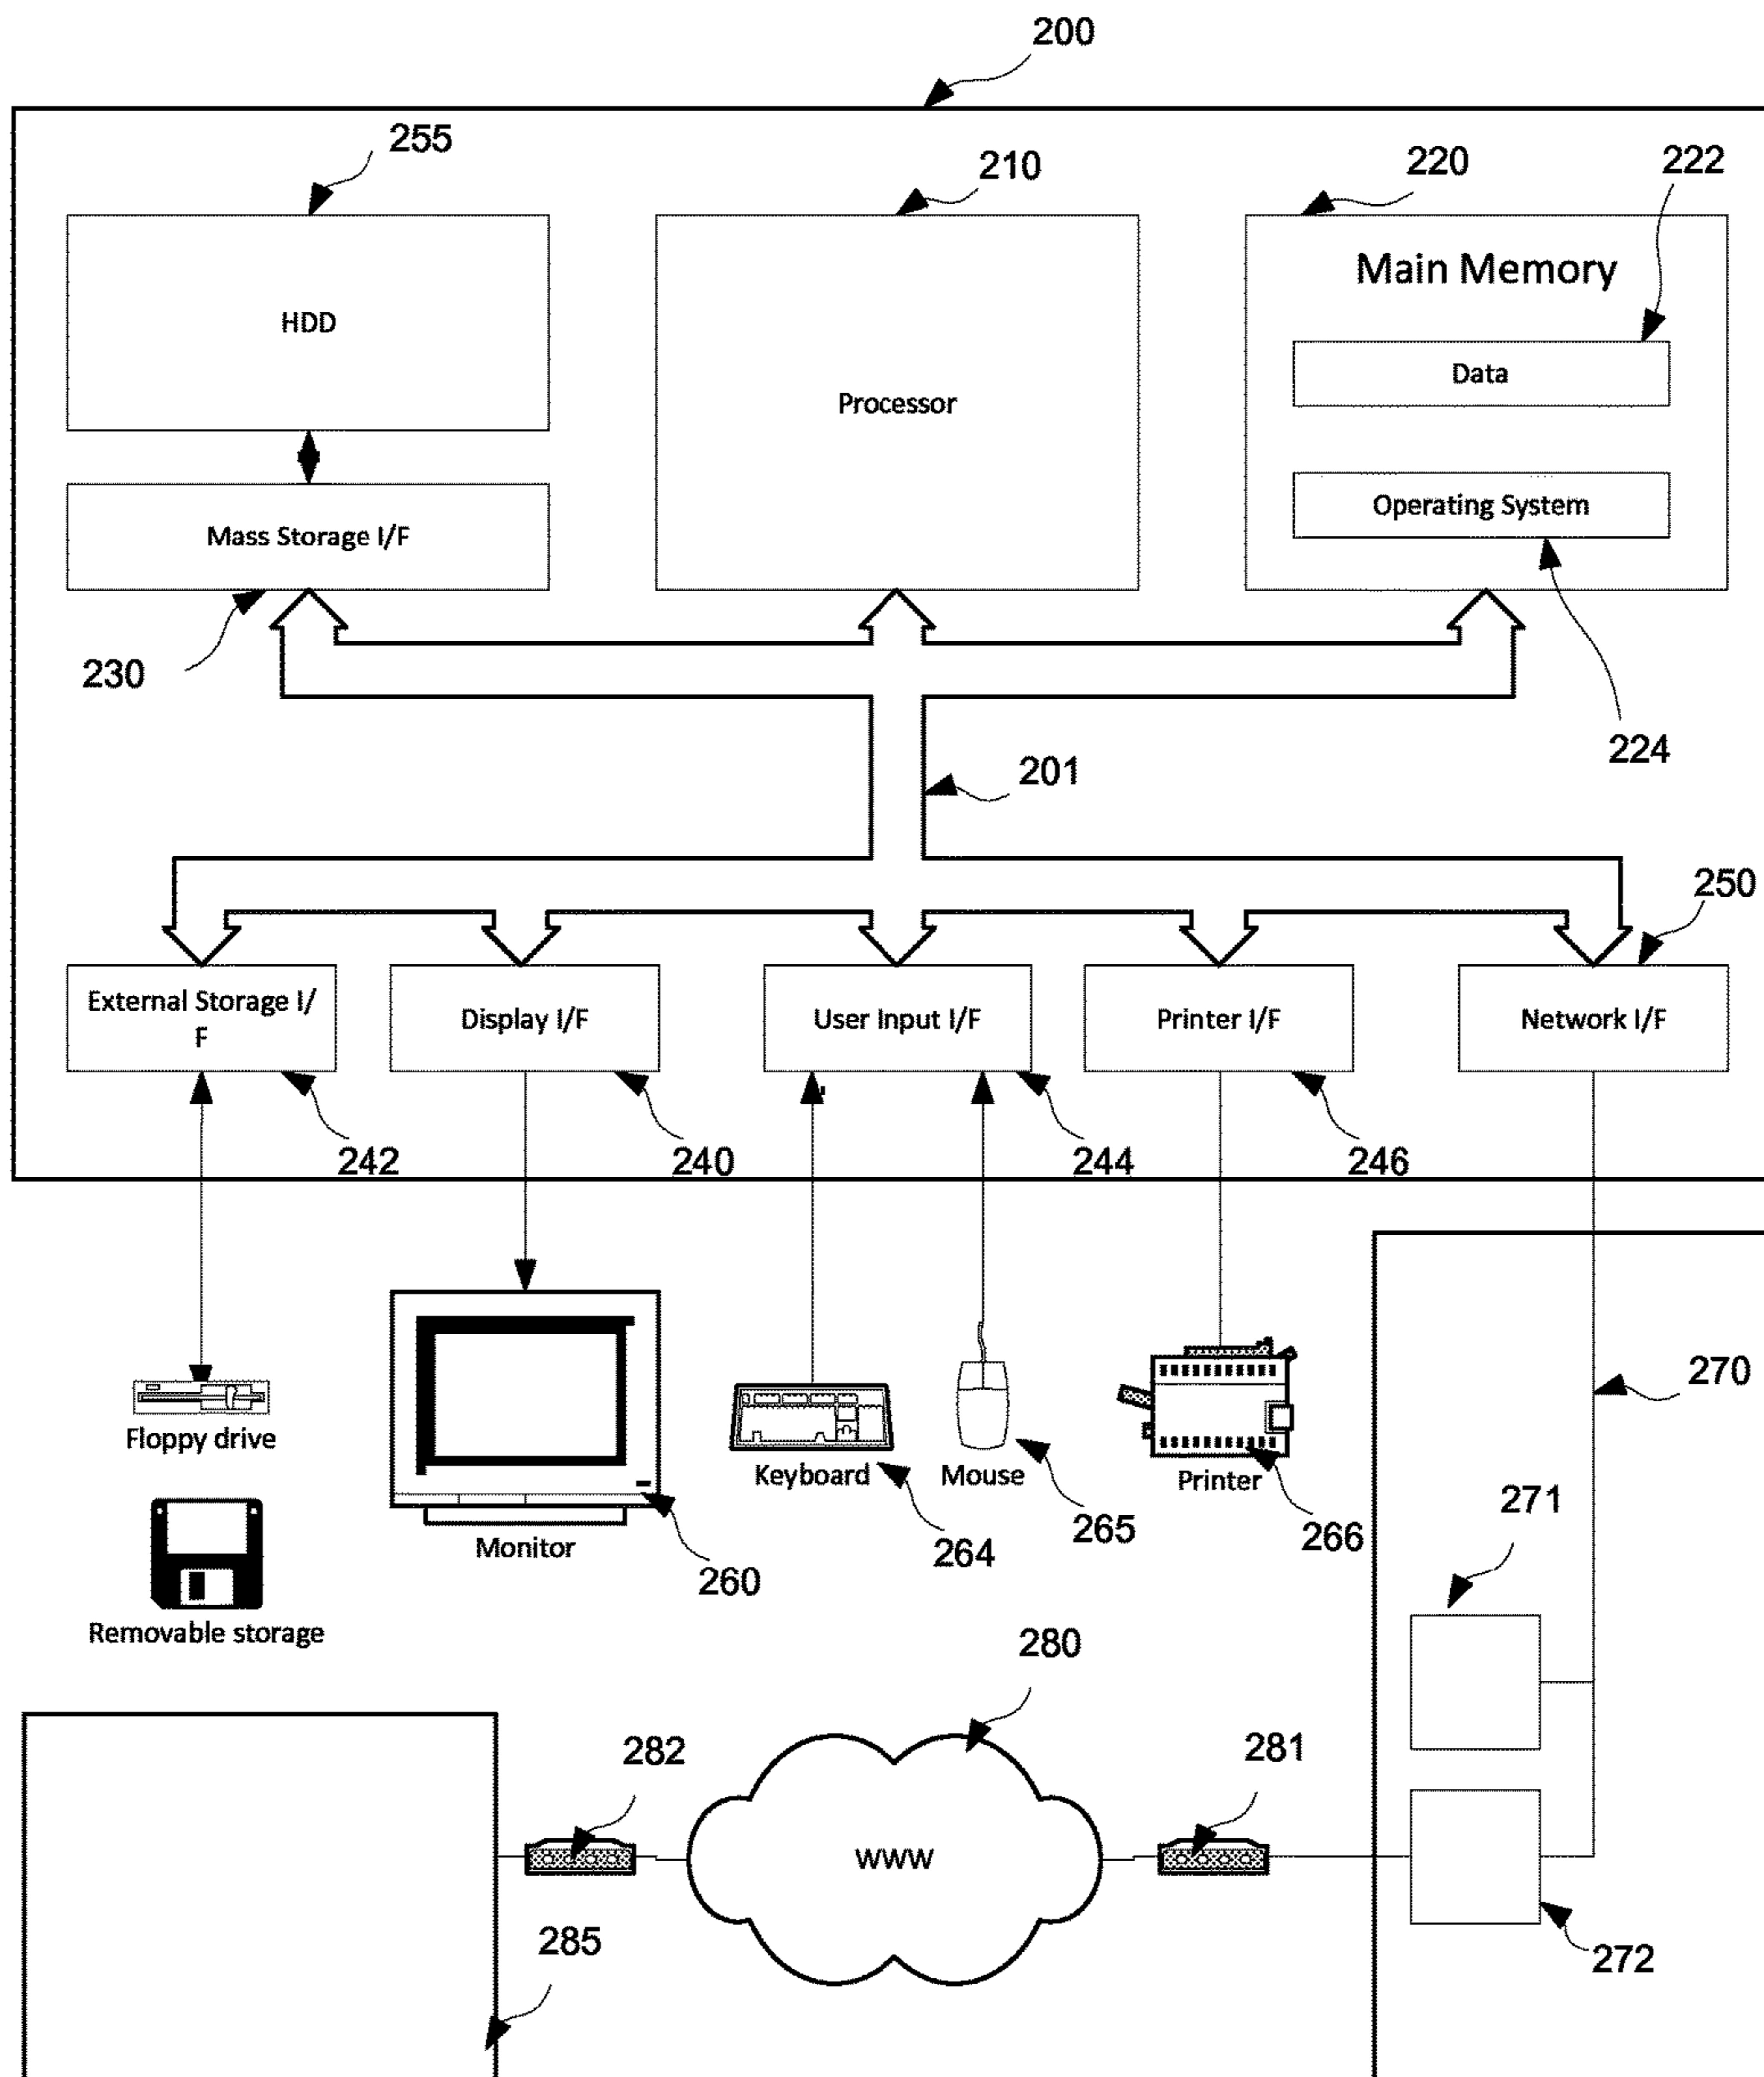 200
255
210
220
222
HDD
Processor
Main Memory
Data
Operating System
Mass Storage I/F
230
224
201
250
External Storage I/
F
Display I/F
User Input I/F
Printer I/F
Network I/F
242
240
244
246
270
Floppy drive
Monitor
Keyboard
Mouse
Printer
260
264
265
266
271
Removable storage
280
282
281
WWW
285
272